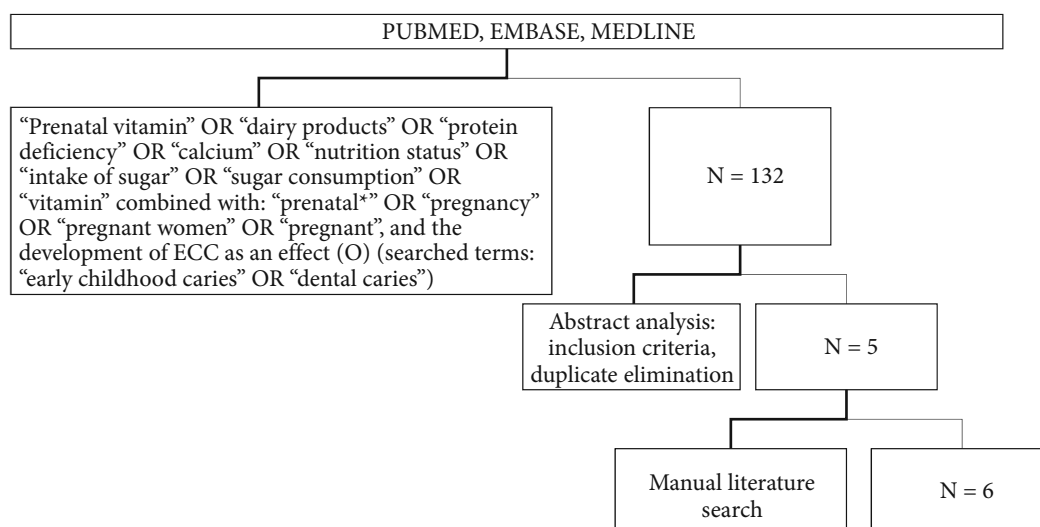 PUBMED, EMBASE, MEDLINE
“Prenatal vitamin” OR “dairy products” OR “protein
deficiency” OR “calcium” OR “nutrition status” OR
“intake of sugar” OR “sugar consumption” OR
“vitamin” combined with: “prenatal*” OR “pregnancy”
OR “pregnant women” OR “pregnant”, and the
development of ECC as an effect (O) (searched terms:
“early childhood caries” OR “dental caries”)
N = 132
Abstract analysis:
inclusion criteria,
duplicate elimination
N = 5
Manual literature
search
N = 6